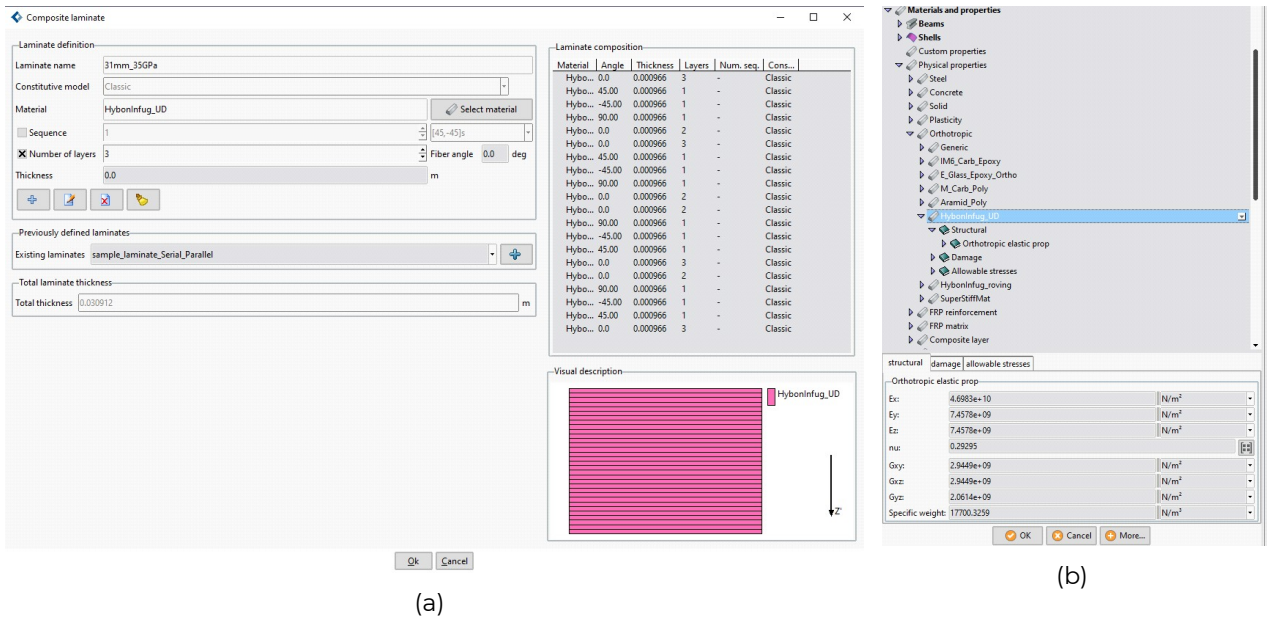 Composite laminate
Laminate definition
Laminate name 31mm_35GPa
Constitutive model Classic
Material HybonInfug_UD Select material
Sequence 1 [45,-45]s
Number of layers 3 Fiber angle 0.0 deg
Thickness 0.0 m
Previously defined laminates
Existing laminates sample_laminate_Serial_Parallel
Total laminate thickness
Total thickness 0.030912 m
Laminate composition
Material Angle Thickness Layers Num. seq. Cons...
Hybo... 0.0 0.000966 3 - Classic
Hybo... 45.00 0.000966 1 - Classic
Hybo... -45.00 0.000966 1 - Classic
Hybo... 90.00 0.000966 1 - Classic
Hybo... 0.0 0.000966 2 - Classic
Hybo... 0.0 0.000966 3 - Classic
Hybo... 45.00 0.000966 1 - Classic
Hybo... -45.00 0.000966 1 - Classic
Hybo... 90.00 0.000966 1 - Classic
Hybo... 0.0 0.000966 2 - Classic
Hybo... 0.0 0.000966 2 - Classic
Hybo... 90.00 0.000966 1 - Classic
Hybo... -45.00 0.000966 1 - Classic
Hybo... 45.00 0.000966 1 - Classic
Hybo... 0.0 0.000966 3 - Classic
Hybo... 0.0 0.000966 2 - Classic
Hybo... 90.00 0.000966 1 - Classic
Hybo... -45.00 0.000966 1 - Classic
Hybo... 45.00 0.000966 1 - Classic
Hybo... 0.0 0.000966 3 - Classic
Visual description
HybonInfug_UD
Z'
Ok Cancel
(a)
Materials and properties
Beams
Shells
Custom properties
Physical properties
Steel
Concrete
Solid
Plasticity
Orthotropic
Generic
IM6_Carb_Epoxy
E_Glass_Epoxy_Ortho
M_Carb_Poly
Aramid_Poly
HybonInfug_UD
Structural
Orthotropic elastic prop
Damage
Allowable stresses
HybonInfug_roving
SuperStiffMat
FRP reinforcement
FRP matrix
Composite layer
structural damage allowable stresses
Orthotropic elastic prop
Ex: 4.6983e+10 N/m²
Ey: 7.4578e+09 N/m²
Ez: 7.4578e+09 N/m²
nu: 0.29295
Gxy: 2.9449e+09 N/m²
Gxz: 2.9449e+09 N/m²
Gyz: 2.0614e+09 N/m²
Specific weight: 17700.3259 N/m³
OK Cancel More...
(b)